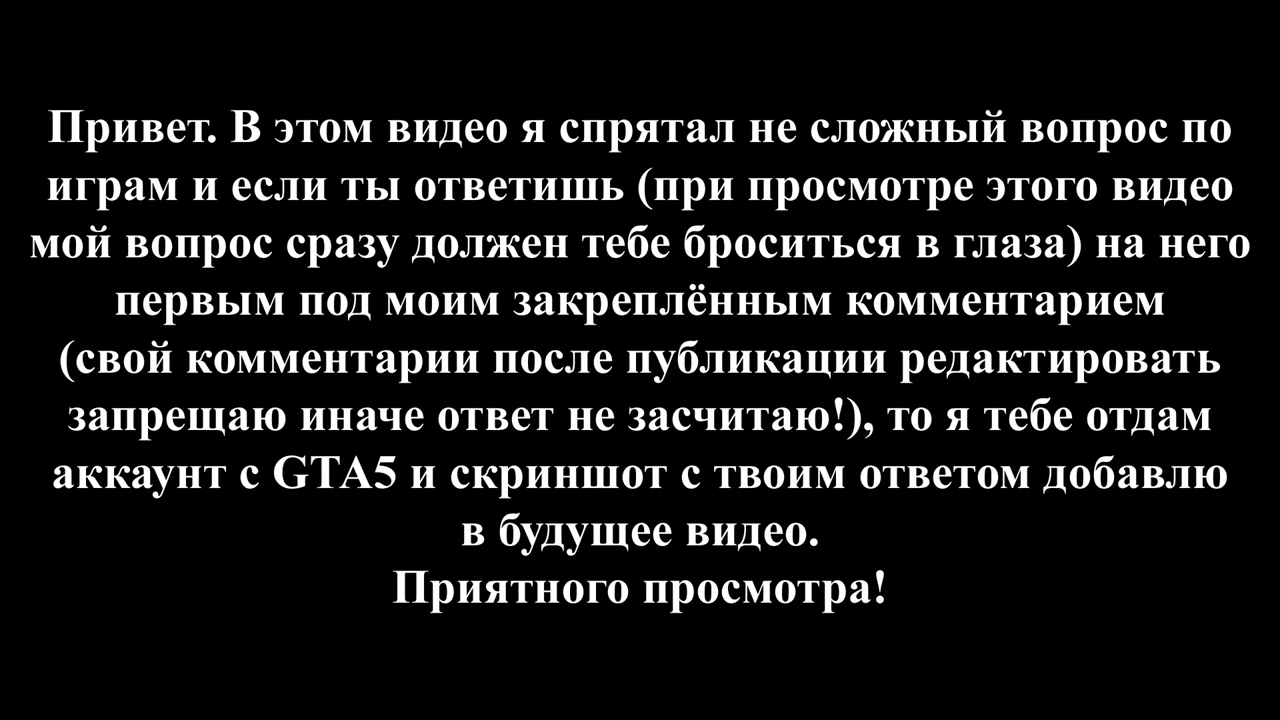 Привет. В этом видео я спрятал не сложный вопрос по
играм и если ты ответишь (при просмотре этого видео
мой вопрос сразу должен тебе броситься в глаза) на него
первым под моим закреплённым комментарием
(свой комментарии после публикации редактировать
запрещаю иначе ответ не засчитаю!), то я тебе отдам
аккаунт с GTA5 и скриншот с твоим ответом добавлю
в будущее видео.
Приятного просмотра!